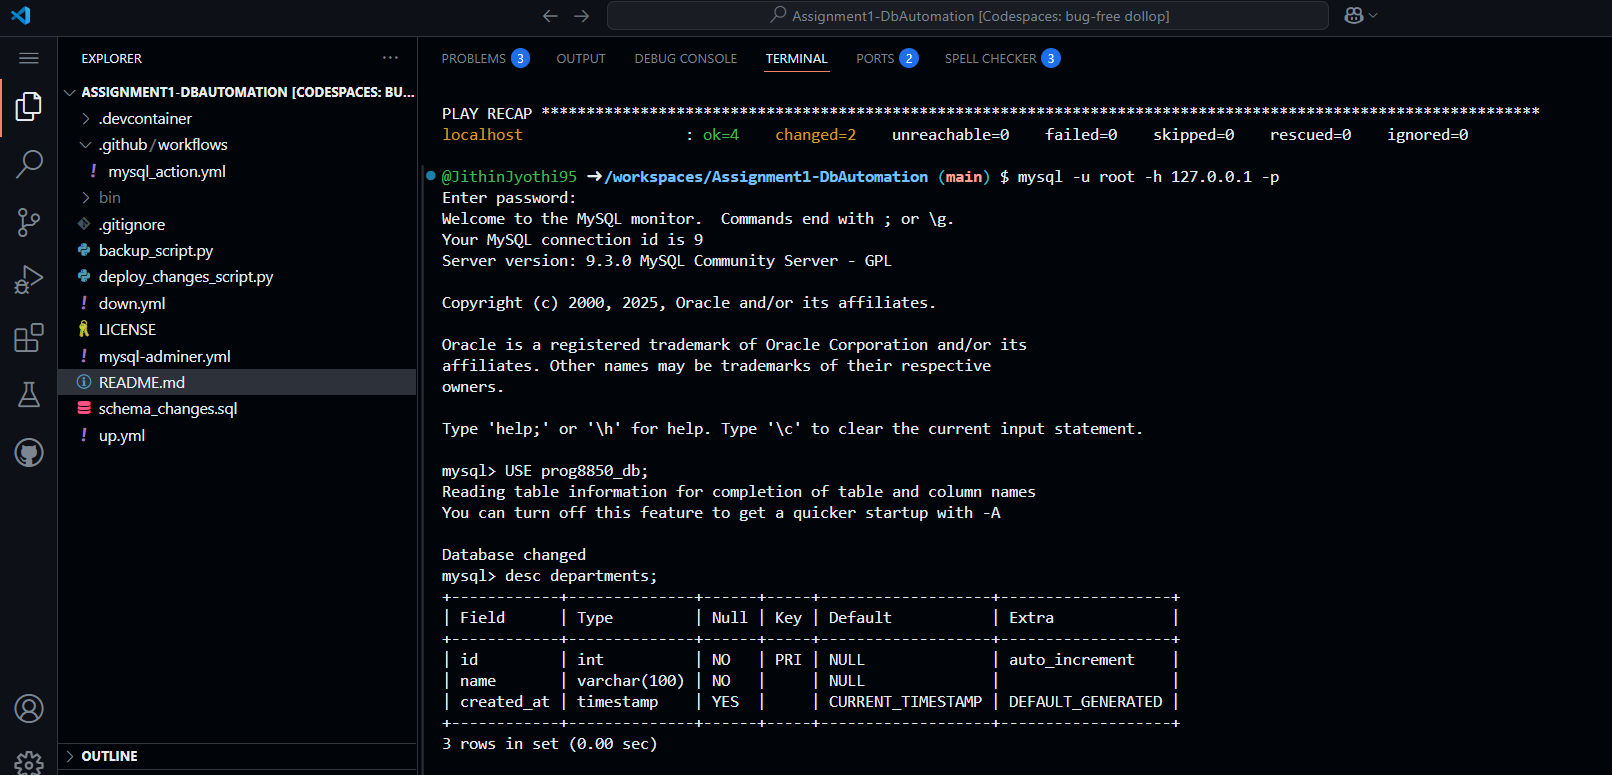 Assignment1-DbAutomation [Codespaces: bug-free dollop]
EXPLORER
ASSIGNMENT1-DBAUTOMATION [CODESPACES: BU...
.devcontainer
.github/workflows
! mysql_action.yml
bin
.gitignore
backup_script.py
deploy_changes_script.py
! down.yml
LICENSE
! mysql-adminer.yml
README.md
schema_changes.sql
! up.yml
OUTLINE
PROBLEMS 3 OUTPUT DEBUG CONSOLE TERMINAL PORTS 2 SPELL CHECKER 3
PLAY RECAP ***************************************************************************************************************
localhost : ok=4 changed=2 unreachable=0 failed=0 skipped=0 rescued=0 ignored=0
@JithinJyothi95 ➜/workspaces/Assignment1-DbAutomation (main) $ mysql -u root -h 127.0.0.1 -p
Enter password:
Welcome to the MySQL monitor.  Commands end with ; or \g.
Your MySQL connection id is 9
Server version: 9.3.0 MySQL Community Server - GPL
Copyright (c) 2000, 2025, Oracle and/or its affiliates.
Oracle is a registered trademark of Oracle Corporation and/or its
affiliates. Other names may be trademarks of their respective
owners.
Type 'help;' or '\h' for help. Type '\c' to clear the current input statement.
mysql> USE prog8850_db;
Reading table information for completion of table and column names
You can turn off this feature to get a quicker startup with -A
Database changed
mysql> desc departments;
+------------+--------------+------+-----+-------------------+-------------------+
| Field      | Type         | Null | Key | Default           | Extra             |
+------------+--------------+------+-----+-------------------+-------------------+
| id         | int          | NO   | PRI | NULL              | auto_increment    |
| name       | varchar(100) | NO   |     | NULL              |                   |
| created_at | timestamp    | YES  |     | CURRENT_TIMESTAMP | DEFAULT_GENERATED |
+------------+--------------+------+-----+-------------------+-------------------+
3 rows in set (0.00 sec)